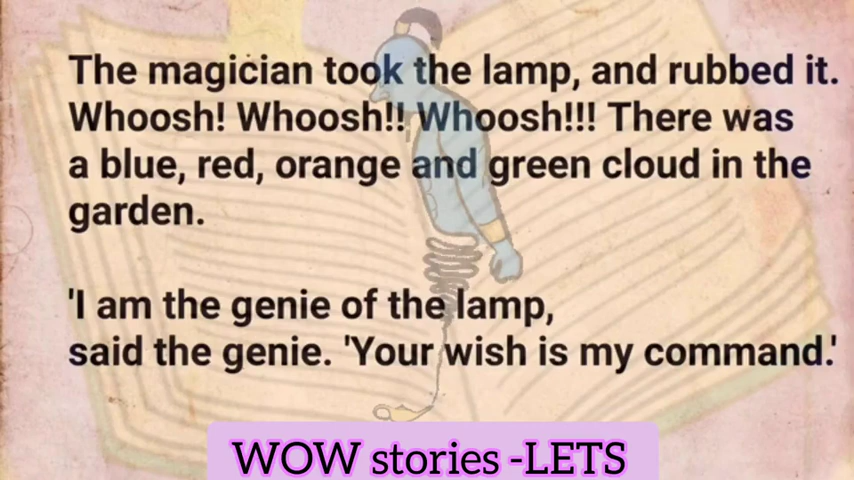 The magician took the lamp, and rubbed it.
Whoosh! Whoosh!! Whoosh!!! There was
a blue, red, orange and green cloud in the
garden.
'I am the genie of the lamp,
said the genie. 'Your wish is my command.'
WOW stories -LETS